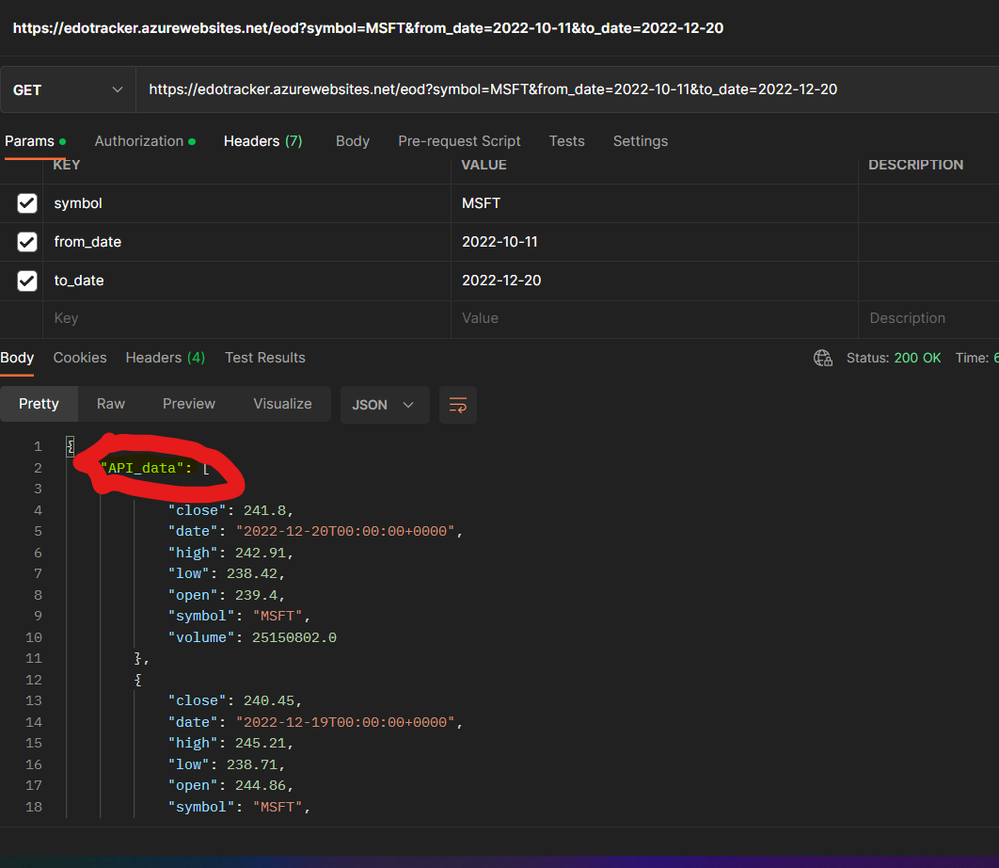 https://edotracker.azurewebsites.net/eod?symbol=MSFT&from_date=2022-10-11&to_date=2022-12-20
GET https://edotracker.azurewebsites.net/eod?symbol=MSFT&from_date=2022-10-11&to_date=2022-12-20
Params Authorization Headers (7) Body Pre-request Script Tests Settings
KEY VALUE DESCRIPTION
symbol MSFT
from_date 2022-10-11
to_date 2022-12-20
Key Value Description
Body Cookies Headers (4) Test Results Status: 200 OK Time: 6
Pretty Raw Preview Visualize JSON
1 {
2 "API_data": [
3
4 "close": 241.8,
5 "date": "2022-12-20T00:00:00+0000",
6 "high": 242.91,
7 "low": 238.42,
8 "open": 239.4,
9 "symbol": "MSFT",
10 "volume": 25150802.0
11 },
12 {
13 "close": 240.45,
14 "date": "2022-12-19T00:00:00+0000",
15 "high": 245.21,
16 "low": 238.71,
17 "open": 244.86,
18 "symbol": "MSFT",